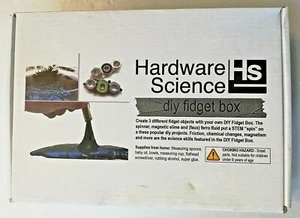 Hardware
Science
Hs
diy fidget box
Create 3 different fidget objects with your own DIY Fidget Box. The
spinner, magnetic slime and (faux) ferro fluid put a STEM "spin" on
a these popular diy projects. Friction, chemical changes, magnetism
and more are the science skills featured in the DIY Fidget Box.
Supplies from home: Measuring spoons,
baby oil, bowls, measuring cup, flathead
screwdriver, rubbing alcohol, super glue.
CHOKING HAZARD - Small
parts. Not Suitable for children
under 8 years of age